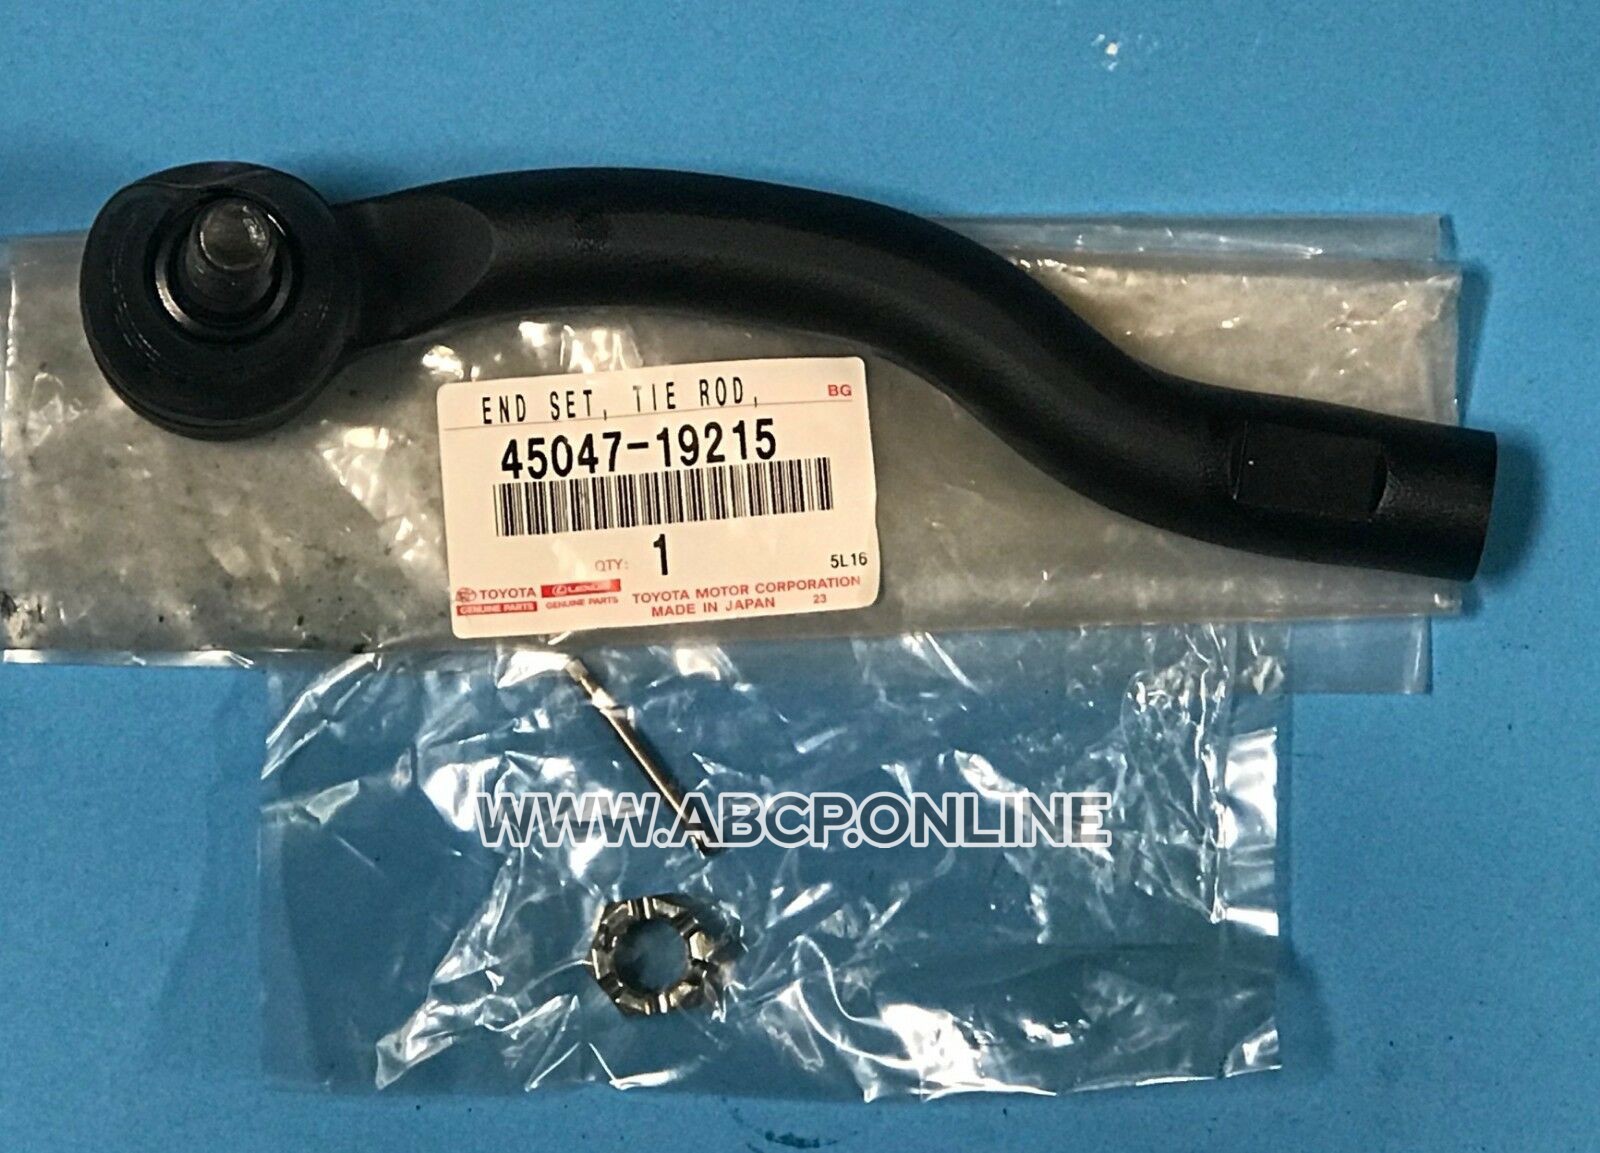 END SET, TIE ROD,
BG
45047-19215
QTY: 1
5L16
TOYOTA
GENUINE PARTS
LEXUS
GENUINE PARTS
TOYOTA MOTOR CORPORATION
MADE IN JAPAN 23
WWW.ABCP.ONLINE